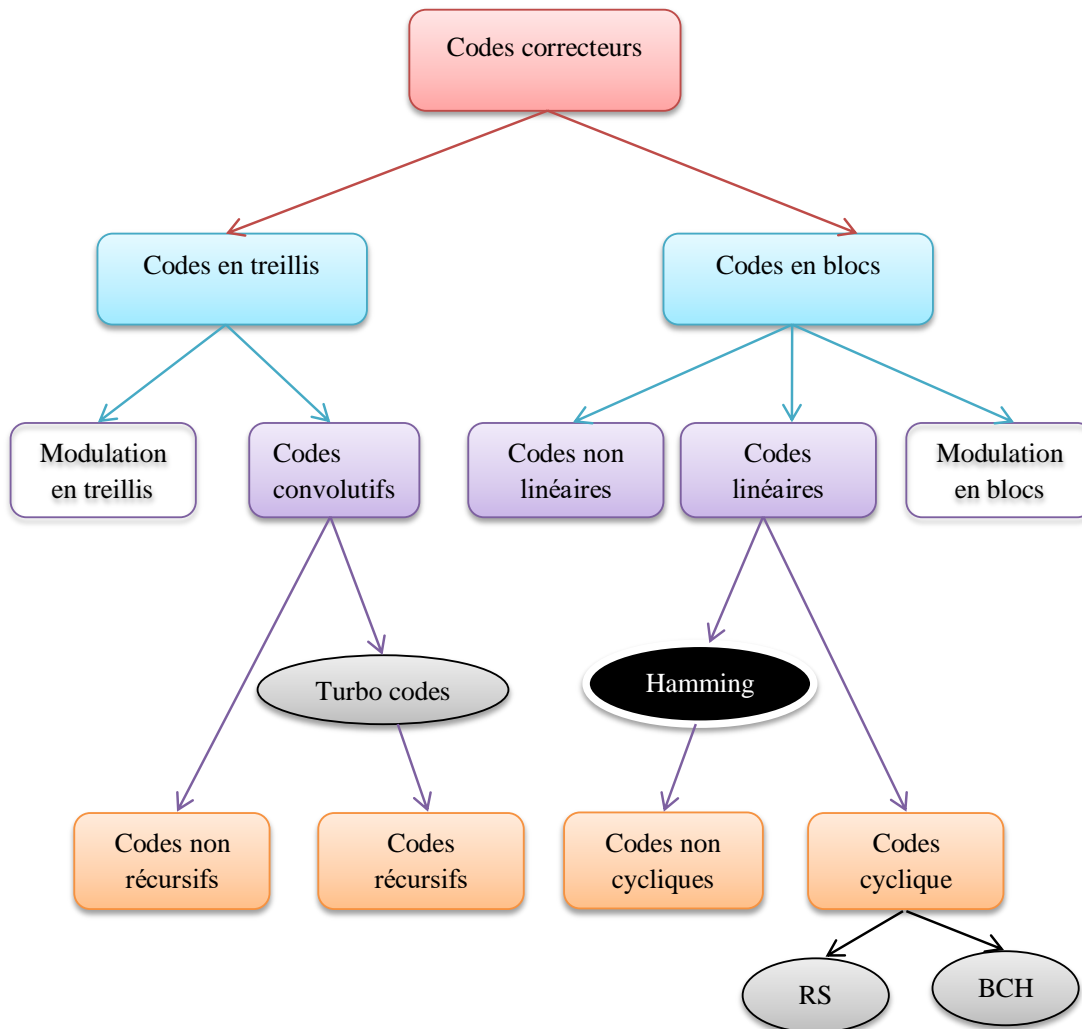 Codes correcteurs
Codes en treillis
Codes en blocs
Modulation
en treillis
Codes
convolutifs
Codes non
linéaires
Codes
linéaires
Modulation
en blocs
Turbo codes
Hamming
Codes non
récursifs
Codes
récursifs
Codes non
cycliques
Codes
cyclique
RS
BCH